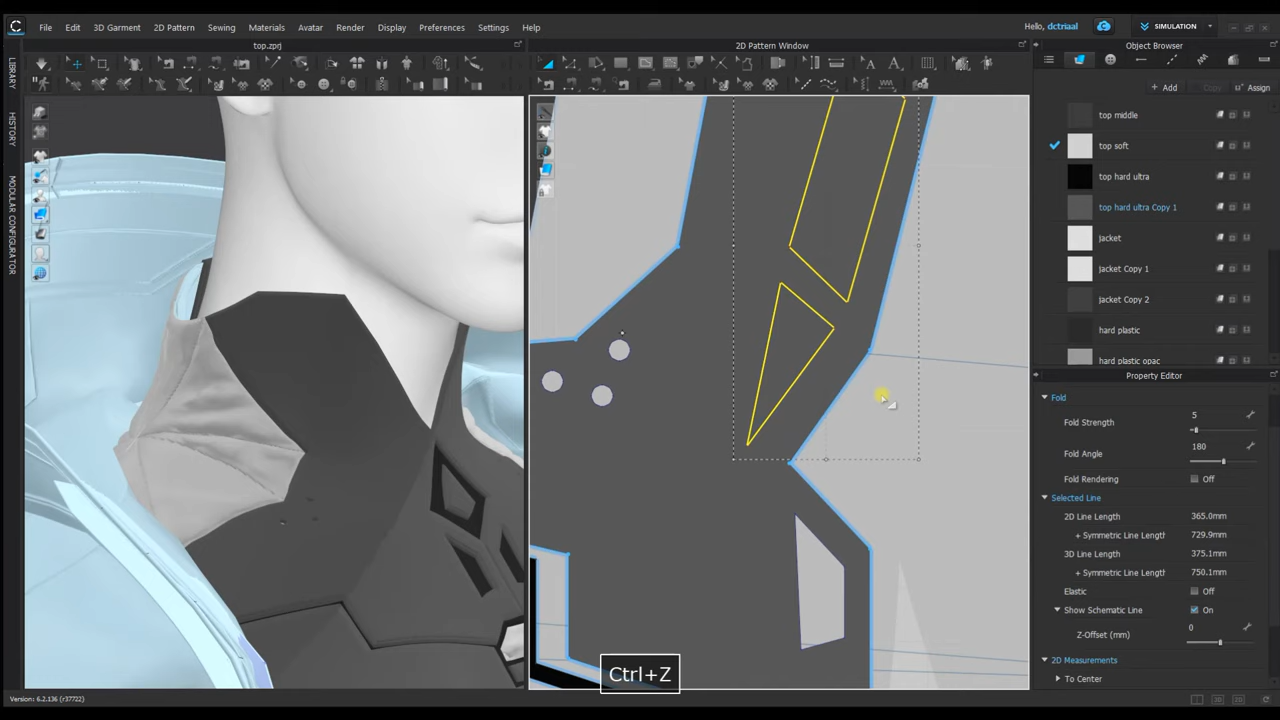 File Edit 3D Garment 2D Pattern Sewing Materials Avatar Render Display Preferences Settings Help
Hello, dctriaal
SIMULATION
top.zprj
2D Pattern Window
Object Browser
LIBRARY
HISTORY
MODULAR CONFIGURATOR
+ Add
Copy
Assign
top middle
top soft
top hard ultra
top hard ultra Copy 1
jacket
jacket Copy 1
jacket Copy 2
hard plastic
hard plastic opac
Property Editor
Fold
Fold Strength 5
Fold Angle 180
Fold Rendering Off
Selected Line
2D Line Length 365.0mm
+ Symmetric Line Length 729.9mm
3D Line Length 375.1mm
+ Symmetric Line Length 750.1mm
Elastic Off
Show Schematic Line On
Z-Offset (mm) 0
2D Measurements
To Center
Ctrl+Z
Version: 6.2.136 (r37722)